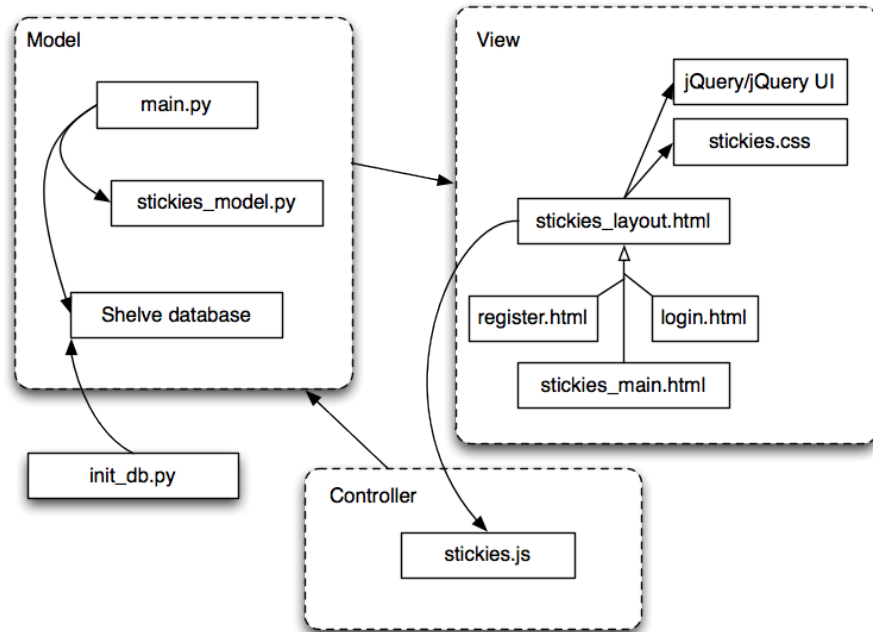 Model
main.py
stickies_model.py
Shelve database
init_db.py
View
jQuery/jQuery UI
stickies.css
stickies_layout.html
register.html
login.html
stickies_main.html
Controller
stickies.js